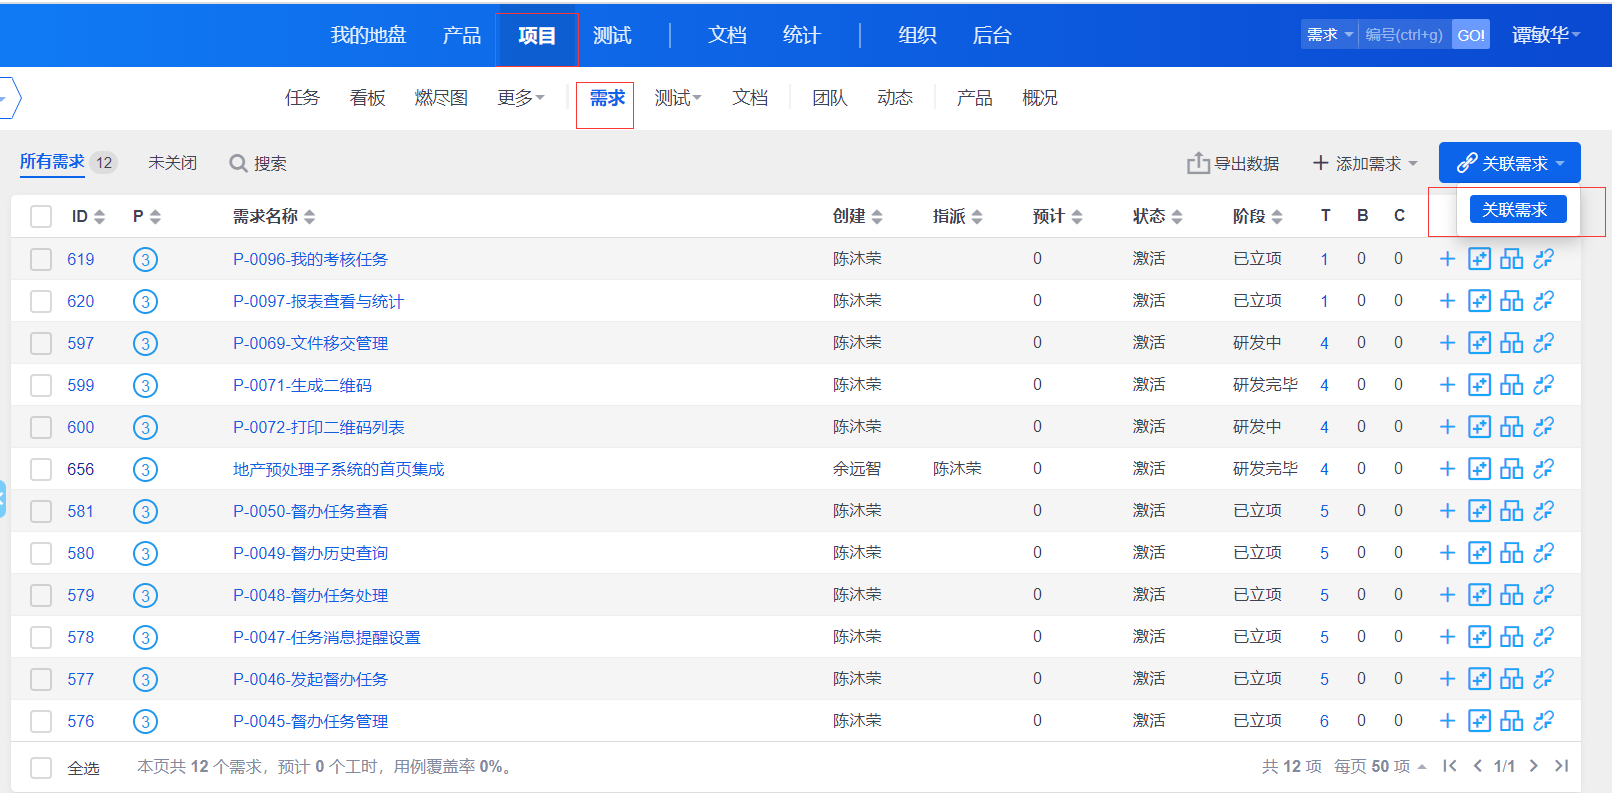 我的地盘 产品 项目 测试 文档 统计 组织 后台 需求 编号(ctrl+g) GO! 谭敏华
任务 看板 燃尽图 更多 需求 测试 文档 团队 动态 产品 概况
所有需求 12 未关闭 搜索 导出数据 添加需求 关联需求
ID P 需求名称 创建 指派 预计 状态 阶段 T B C 关联需求
619 3 P-0096-我的考核任务 陈沐荣 0 激活 已立项 1 0 0
620 3 P-0097-报表查看与统计 陈沐荣 0 激活 已立项 1 0 0
597 3 P-0069-文件移交管理 陈沐荣 0 激活 研发中 4 0 0
599 3 P-0071-生成二维码 陈沐荣 0 激活 研发完毕 4 0 0
600 3 P-0072-打印二维码列表 陈沐荣 0 激活 研发中 4 0 0
656 3 地产预处理子系统的首页集成 余远智 陈沐荣 0 激活 研发完毕 4 0 0
581 3 P-0050-督办任务查看 陈沐荣 0 激活 已立项 5 0 0
580 3 P-0049-督办历史查询 陈沐荣 0 激活 已立项 5 0 0
579 3 P-0048-督办任务处理 陈沐荣 0 激活 已立项 5 0 0
578 3 P-0047-任务消息提醒设置 陈沐荣 0 激活 已立项 5 0 0
577 3 P-0046-发起督办任务 陈沐荣 0 激活 已立项 5 0 0
576 3 P-0045-督办任务管理 陈沐荣 0 激活 已立项 6 0 0
全选 本页共 12 个需求，预计 0 个工时，用例覆盖率 0%。 共 12 项 每页 50 项 1/1